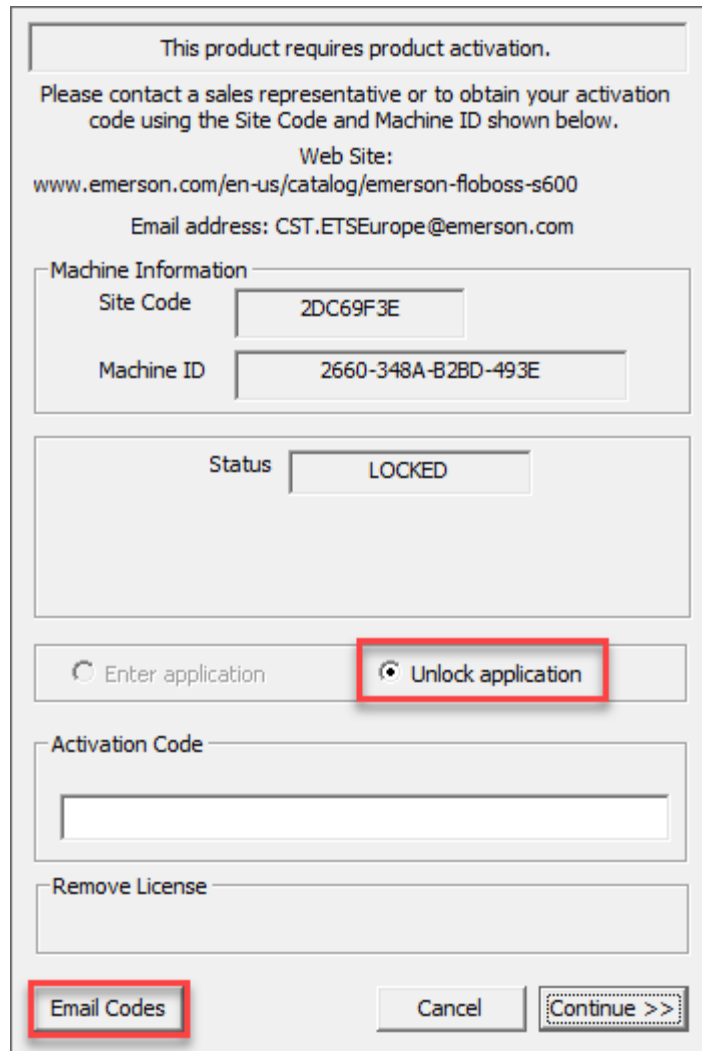 This product requires product activation.
Please contact a sales representative or to obtain your activation
code using the Site Code and Machine ID shown below.
Web Site:
www.emerson.com/en-us/catalog/emerson-floboss-s600
Email address: CST.ETSEurope@emerson.com
Machine Information
Site Code 2DC69F3E
Machine ID 2660-348A-B2BD-493E
Status LOCKED
Enter application Unlock application
Activation Code
Remove License
Email Codes Cancel Continue >>